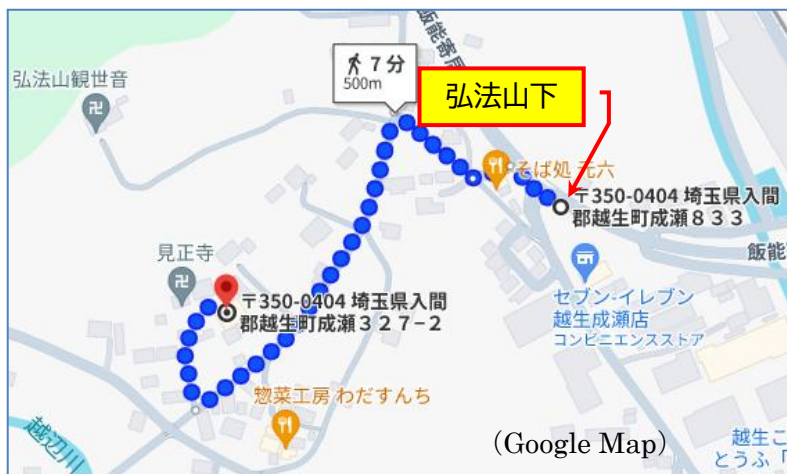 飯能寄居
7分
500m
弘法山下
弘法山観世音
そば処 元六
〒350-0404 埼玉県入間
郡越生町成瀬833
飯能
見正寺
〒350-0404 埼玉県入間
郡越生町成瀬327-2
セブン-イレブン
越生成瀬店
コンビニエンスストア
惣菜工房 わだすんち
(Google Map)
越辺川
越生こ
とうふ「